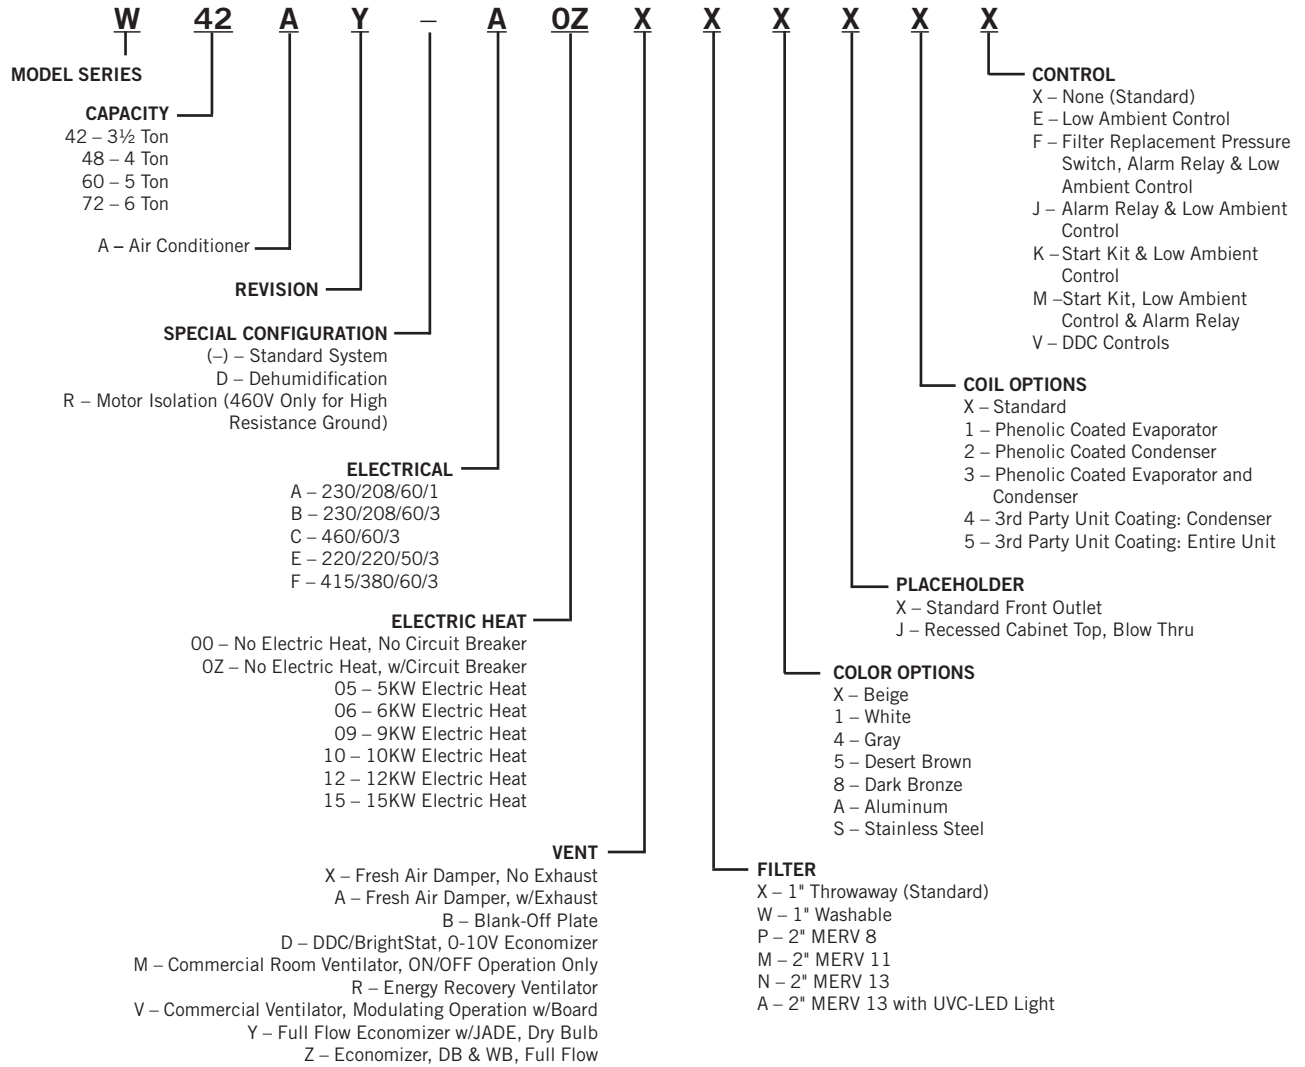 W 42 A Y – A 0Z X X X X X X
MODEL SERIES
CAPACITY
42 – 3½ Ton
48 – 4 Ton
60 – 5 Ton
72 – 6 Ton
A – Air Conditioner
REVISION
SPECIAL CONFIGURATION
(–) – Standard System
D – Dehumidification
R – Motor Isolation (460V Only for High
Resistance Ground)
ELECTRICAL
A – 230/208/60/1
B – 230/208/60/3
C – 460/60/3
E – 220/220/50/3
F – 415/380/60/3
ELECTRIC HEAT
00 – No Electric Heat, No Circuit Breaker
0Z – No Electric Heat, w/Circuit Breaker
05 – 5KW Electric Heat
06 – 6KW Electric Heat
09 – 9KW Electric Heat
10 – 10KW Electric Heat
12 – 12KW Electric Heat
15 – 15KW Electric Heat
VENT
X – Fresh Air Damper, No Exhaust
A – Fresh Air Damper, w/Exhaust
B – Blank-Off Plate
D – DDC/BrightStat, 0-10V Economizer
M – Commercial Room Ventilator, ON/OFF Operation Only
R – Energy Recovery Ventilator
V – Commercial Ventilator, Modulating Operation w/Board
Y – Full Flow Economizer w/JADE, Dry Bulb
Z – Economizer, DB & WB, Full Flow
FILTER
X – 1" Throwaway (Standard)
W – 1" Washable
P – 2" MERV 8
M – 2" MERV 11
N – 2" MERV 13
A – 2" MERV 13 with UVC-LED Light
COLOR OPTIONS
X – Beige
1 – White
4 – Gray
5 – Desert Brown
8 – Dark Bronze
A – Aluminum
S – Stainless Steel
PLACEHOLDER
X – Standard Front Outlet
J – Recessed Cabinet Top, Blow Thru
COIL OPTIONS
X – Standard
1 – Phenolic Coated Evaporator
2 – Phenolic Coated Condenser
3 – Phenolic Coated Evaporator and
Condenser
4 – 3rd Party Unit Coating: Condenser
5 – 3rd Party Unit Coating: Entire Unit
CONTROL
X – None (Standard)
E – Low Ambient Control
F – Filter Replacement Pressure
Switch, Alarm Relay & Low
Ambient Control
J – Alarm Relay & Low Ambient
Control
K – Start Kit & Low Ambient
Control
M –Start Kit, Low Ambient
Control & Alarm Relay
V – DDC Controls